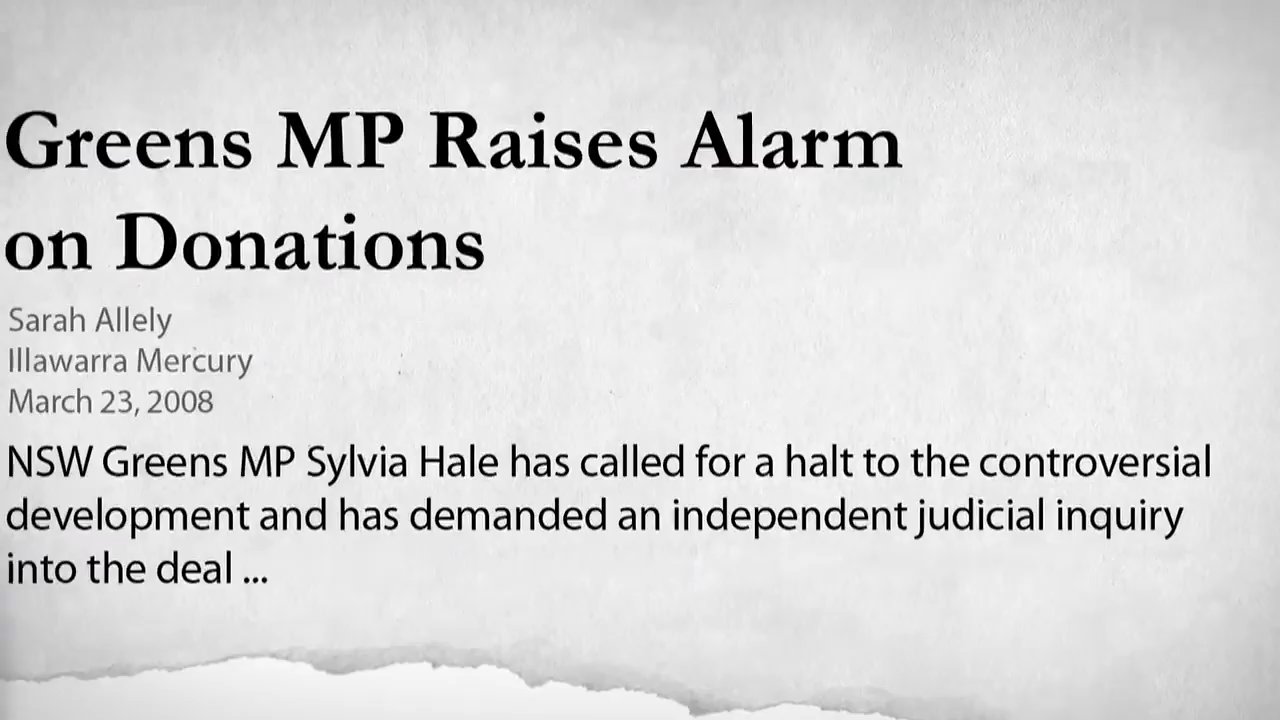 Greens MP Raises Alarm
on Donations
Sarah Allely
Illawarra Mercury
March 23, 2008
NSW Greens MP Sylvia Hale has called for a halt to the controversial
development and has demanded an independent judicial inquiry
into the deal ...